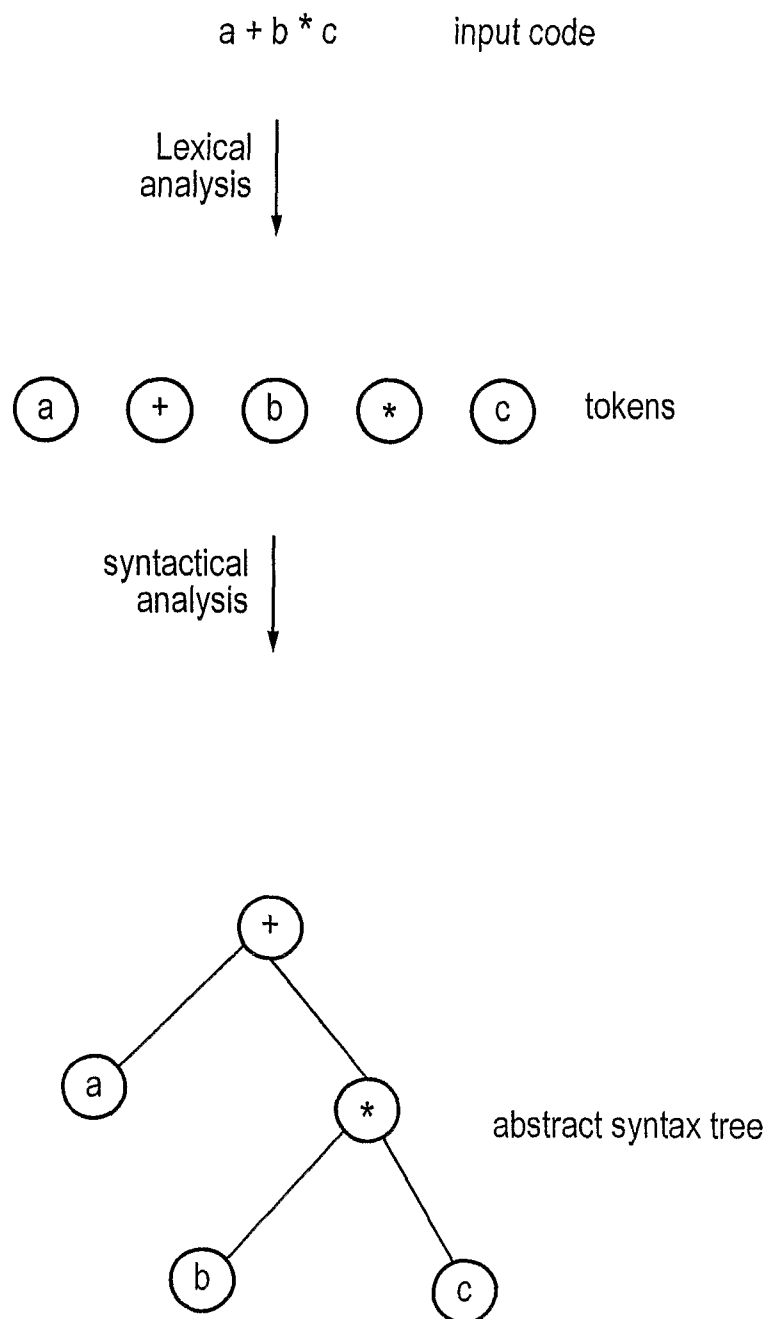 a + b * c input code
Lexical
analysis
a + b * c tokens
syntactical
analysis
+
a
*
abstract syntax tree
b
c